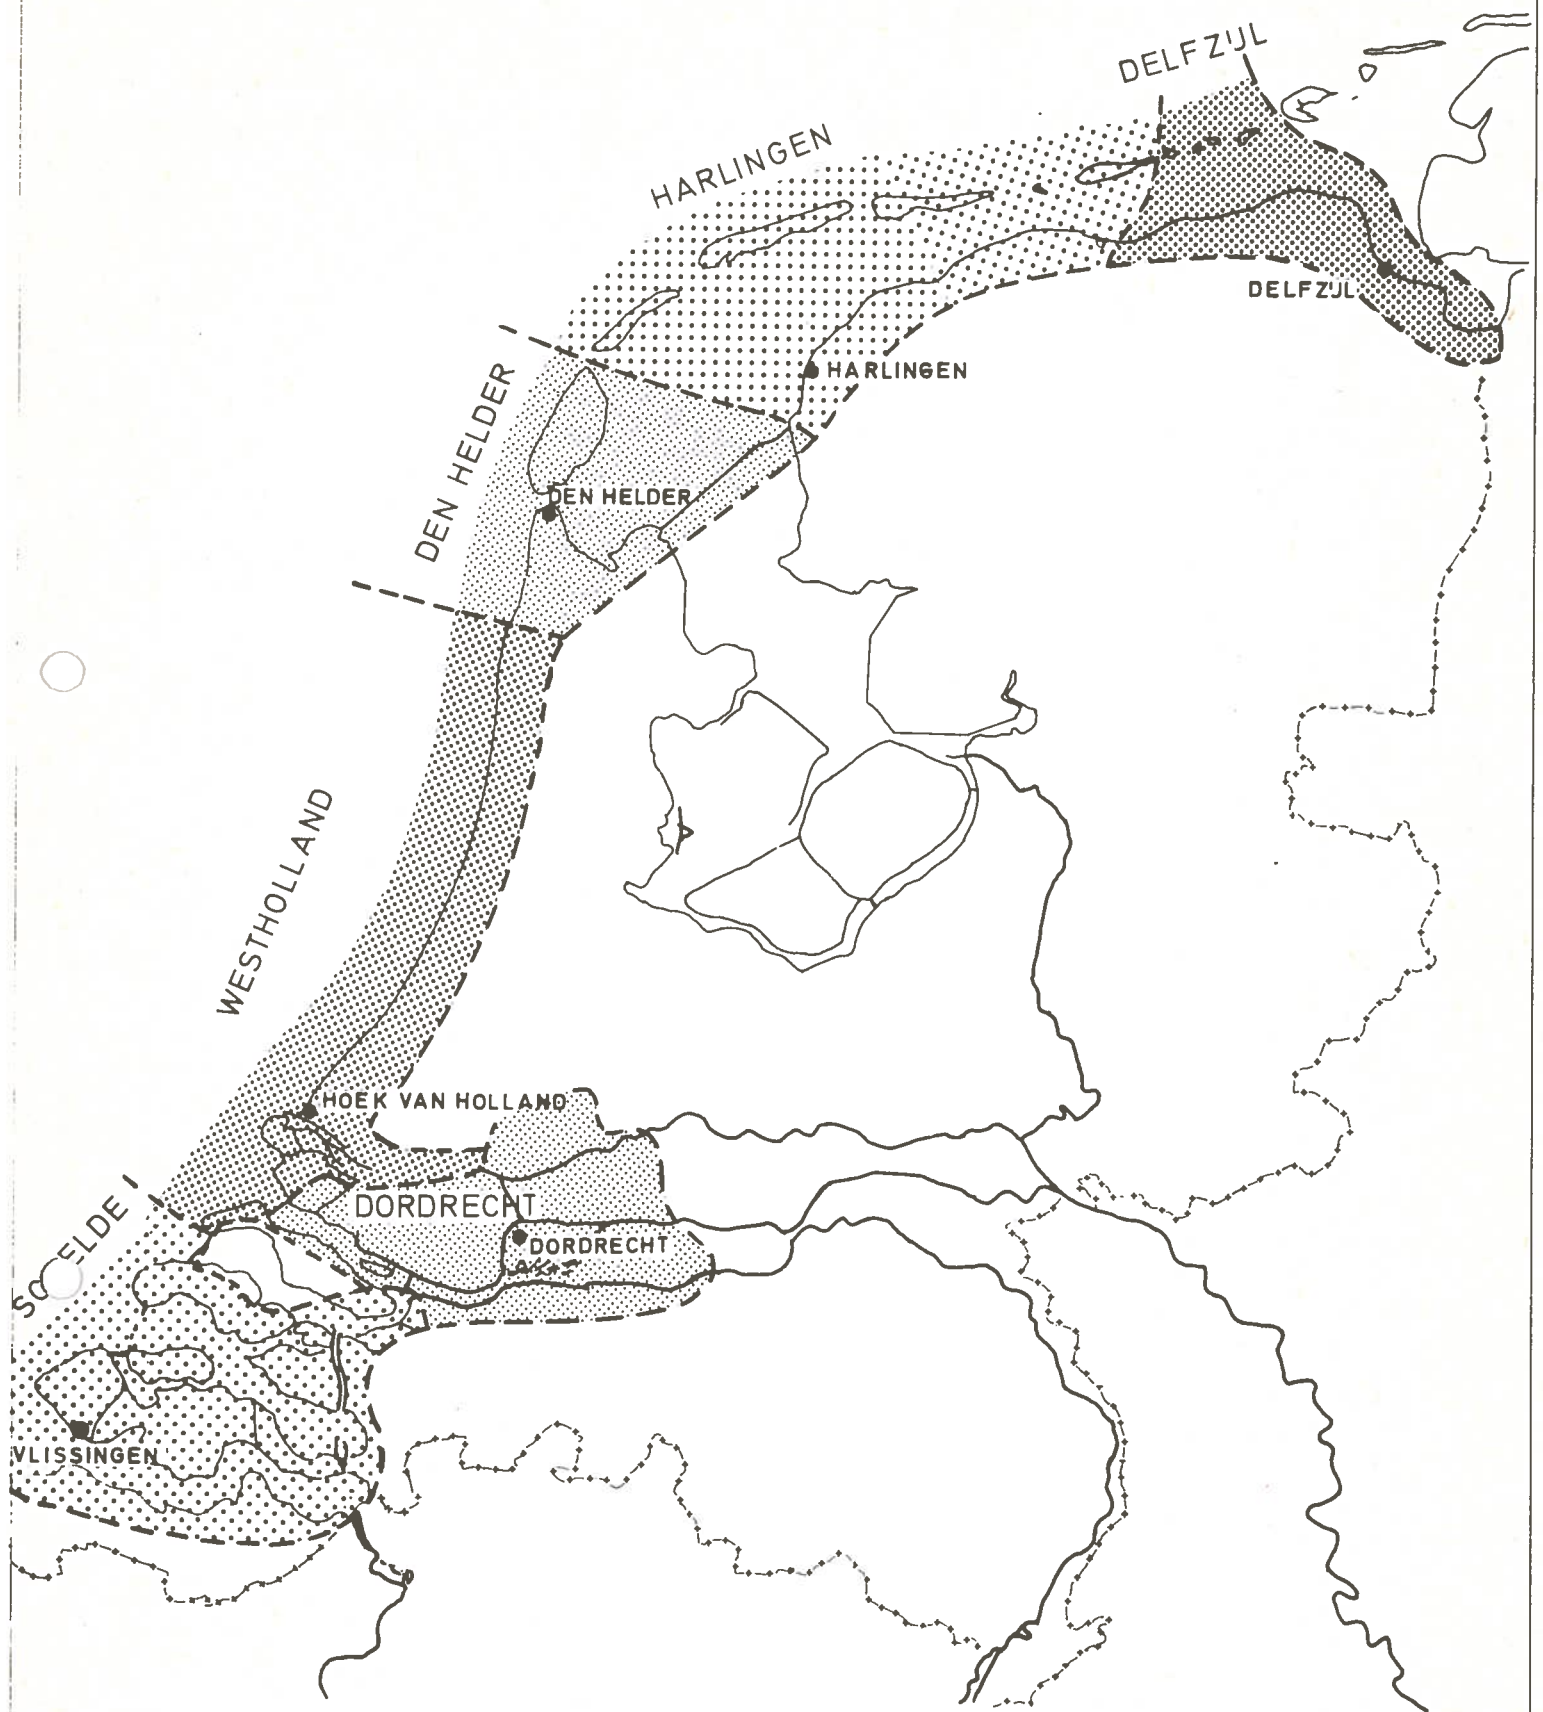 DELFZIJL
HARLINGEN
DELFZIJL
HARLINGEN
DEN HELDER
DEN HELDER
WESTHOLLAND
HOEK VAN HOLLAND
DORDRECHT
DORDRECHT
VLISSINGEN